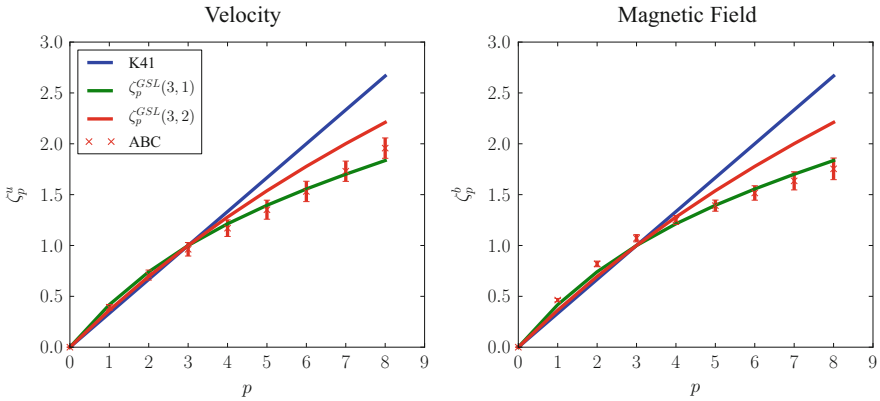 Velocity
3.0
2.5
2.0
1.5
1.0
0.5
0.0
0 1 2 3 4 5 6 7 8 9
p
ζ_p^u
K41
ζ_p^{GSL}(3, 1)
ζ_p^{GSL}(3, 2)
ABC
Magnetic Field
3.0
2.5
2.0
1.5
1.0
0.5
0.0
0 1 2 3 4 5 6 7 8 9
p
ζ_p^b